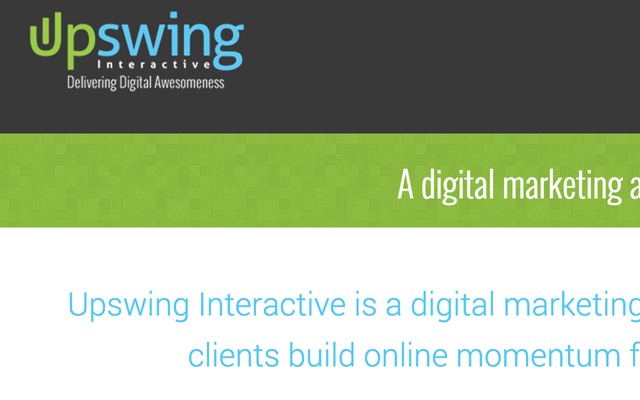 Upswing
Interactive
Delivering Digital Awesomeness
A digital marketing a
Upswing Interactive is a digital marketing
clients build online momentum f